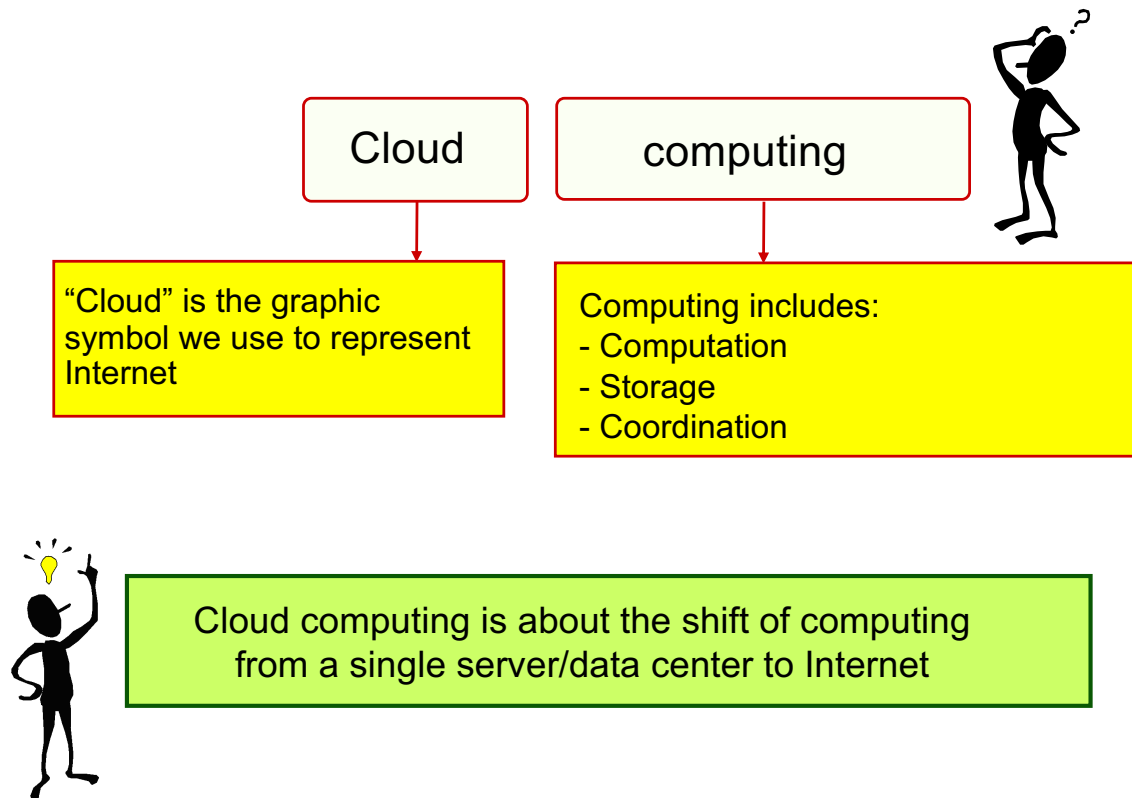 ?
Cloud
computing
“Cloud” is the graphic
symbol we use to represent
Internet
Computing includes:
- Computation
- Storage
- Coordination
Cloud computing is about the shift of computing
from a single server/data center to Internet